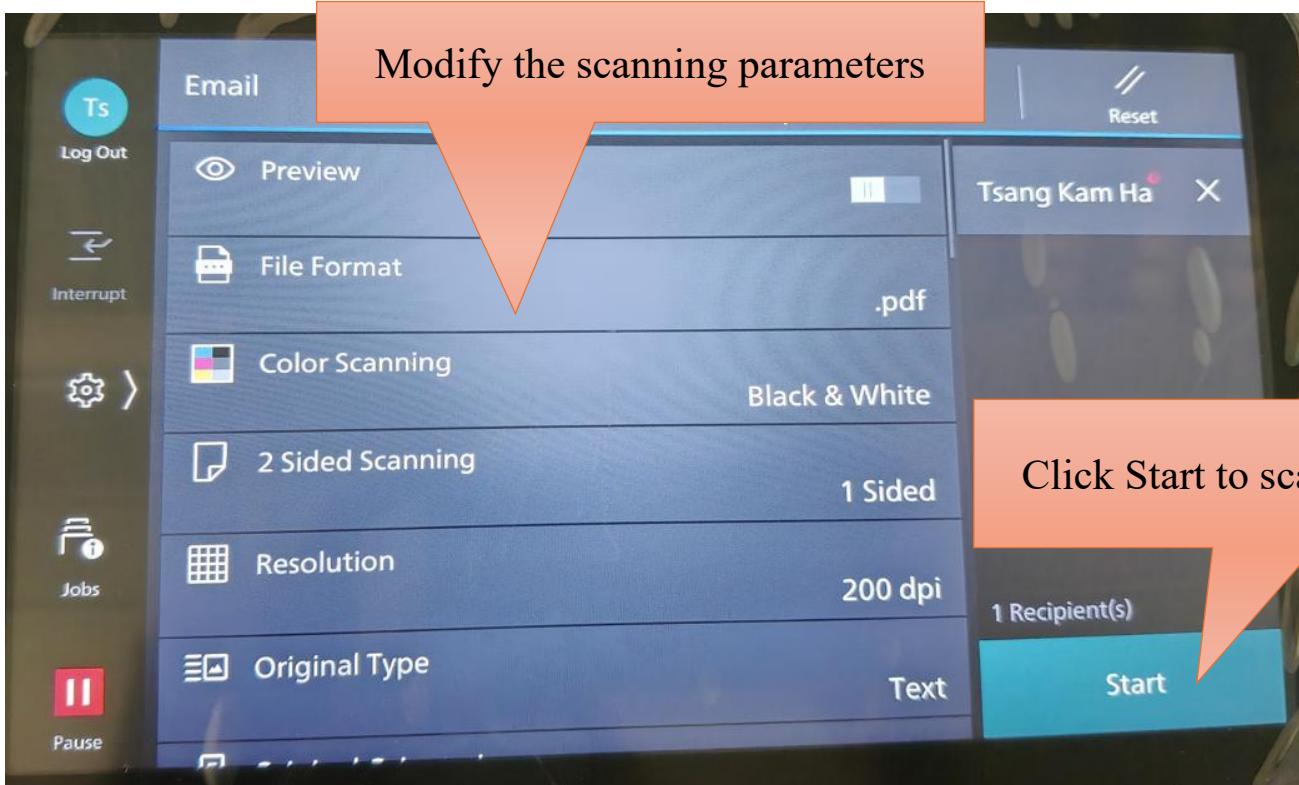 Modify the scanning parameters
Ts
Log Out
Email
Reset
Preview
Tsang Kam Ha
Interrupt
File Format
.pdf
Color Scanning
Black & White
2 Sided Scanning
1 Sided
Click Start to
Jobs
Resolution
200 dpi
1 Recipient(s)
Original Type
Text
Start
Pause